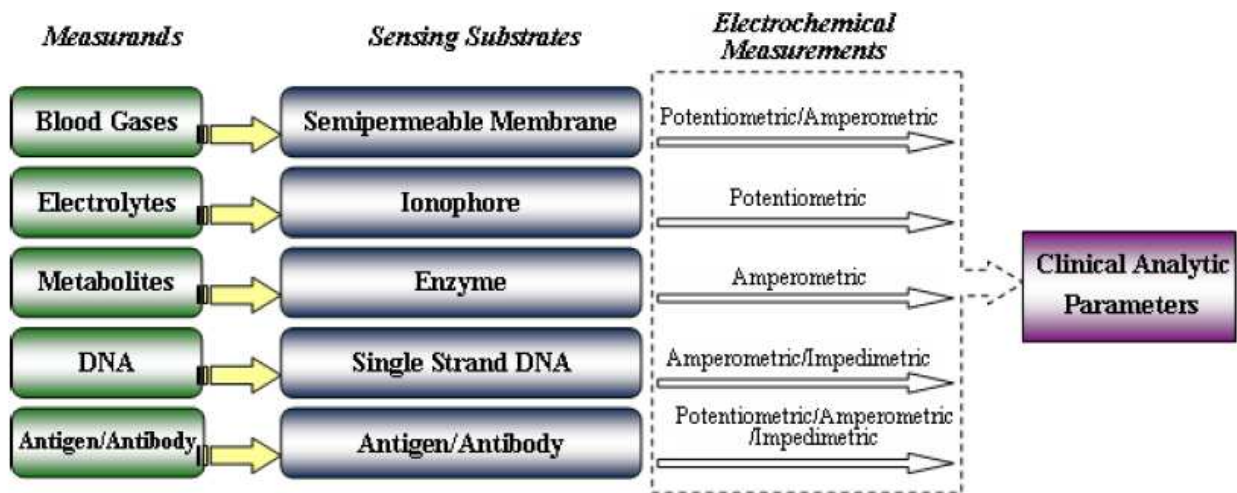 Measurands
Sensing Substrates
Electrochemical
Measurements
Blood Gases
Semipermeable Membrane
Potentiometric/Amperometric
Electrolytes
Ionophore
Potentiometric
Metabolites
Enzyme
Amperometric
DNA
Single Strand DNA
Amperometric/Impedimetric
Antigen/Antibody
Antigen/Antibody
Potentiometric/Amperometric
/Impedimetric
Clinical Analytic
Parameters